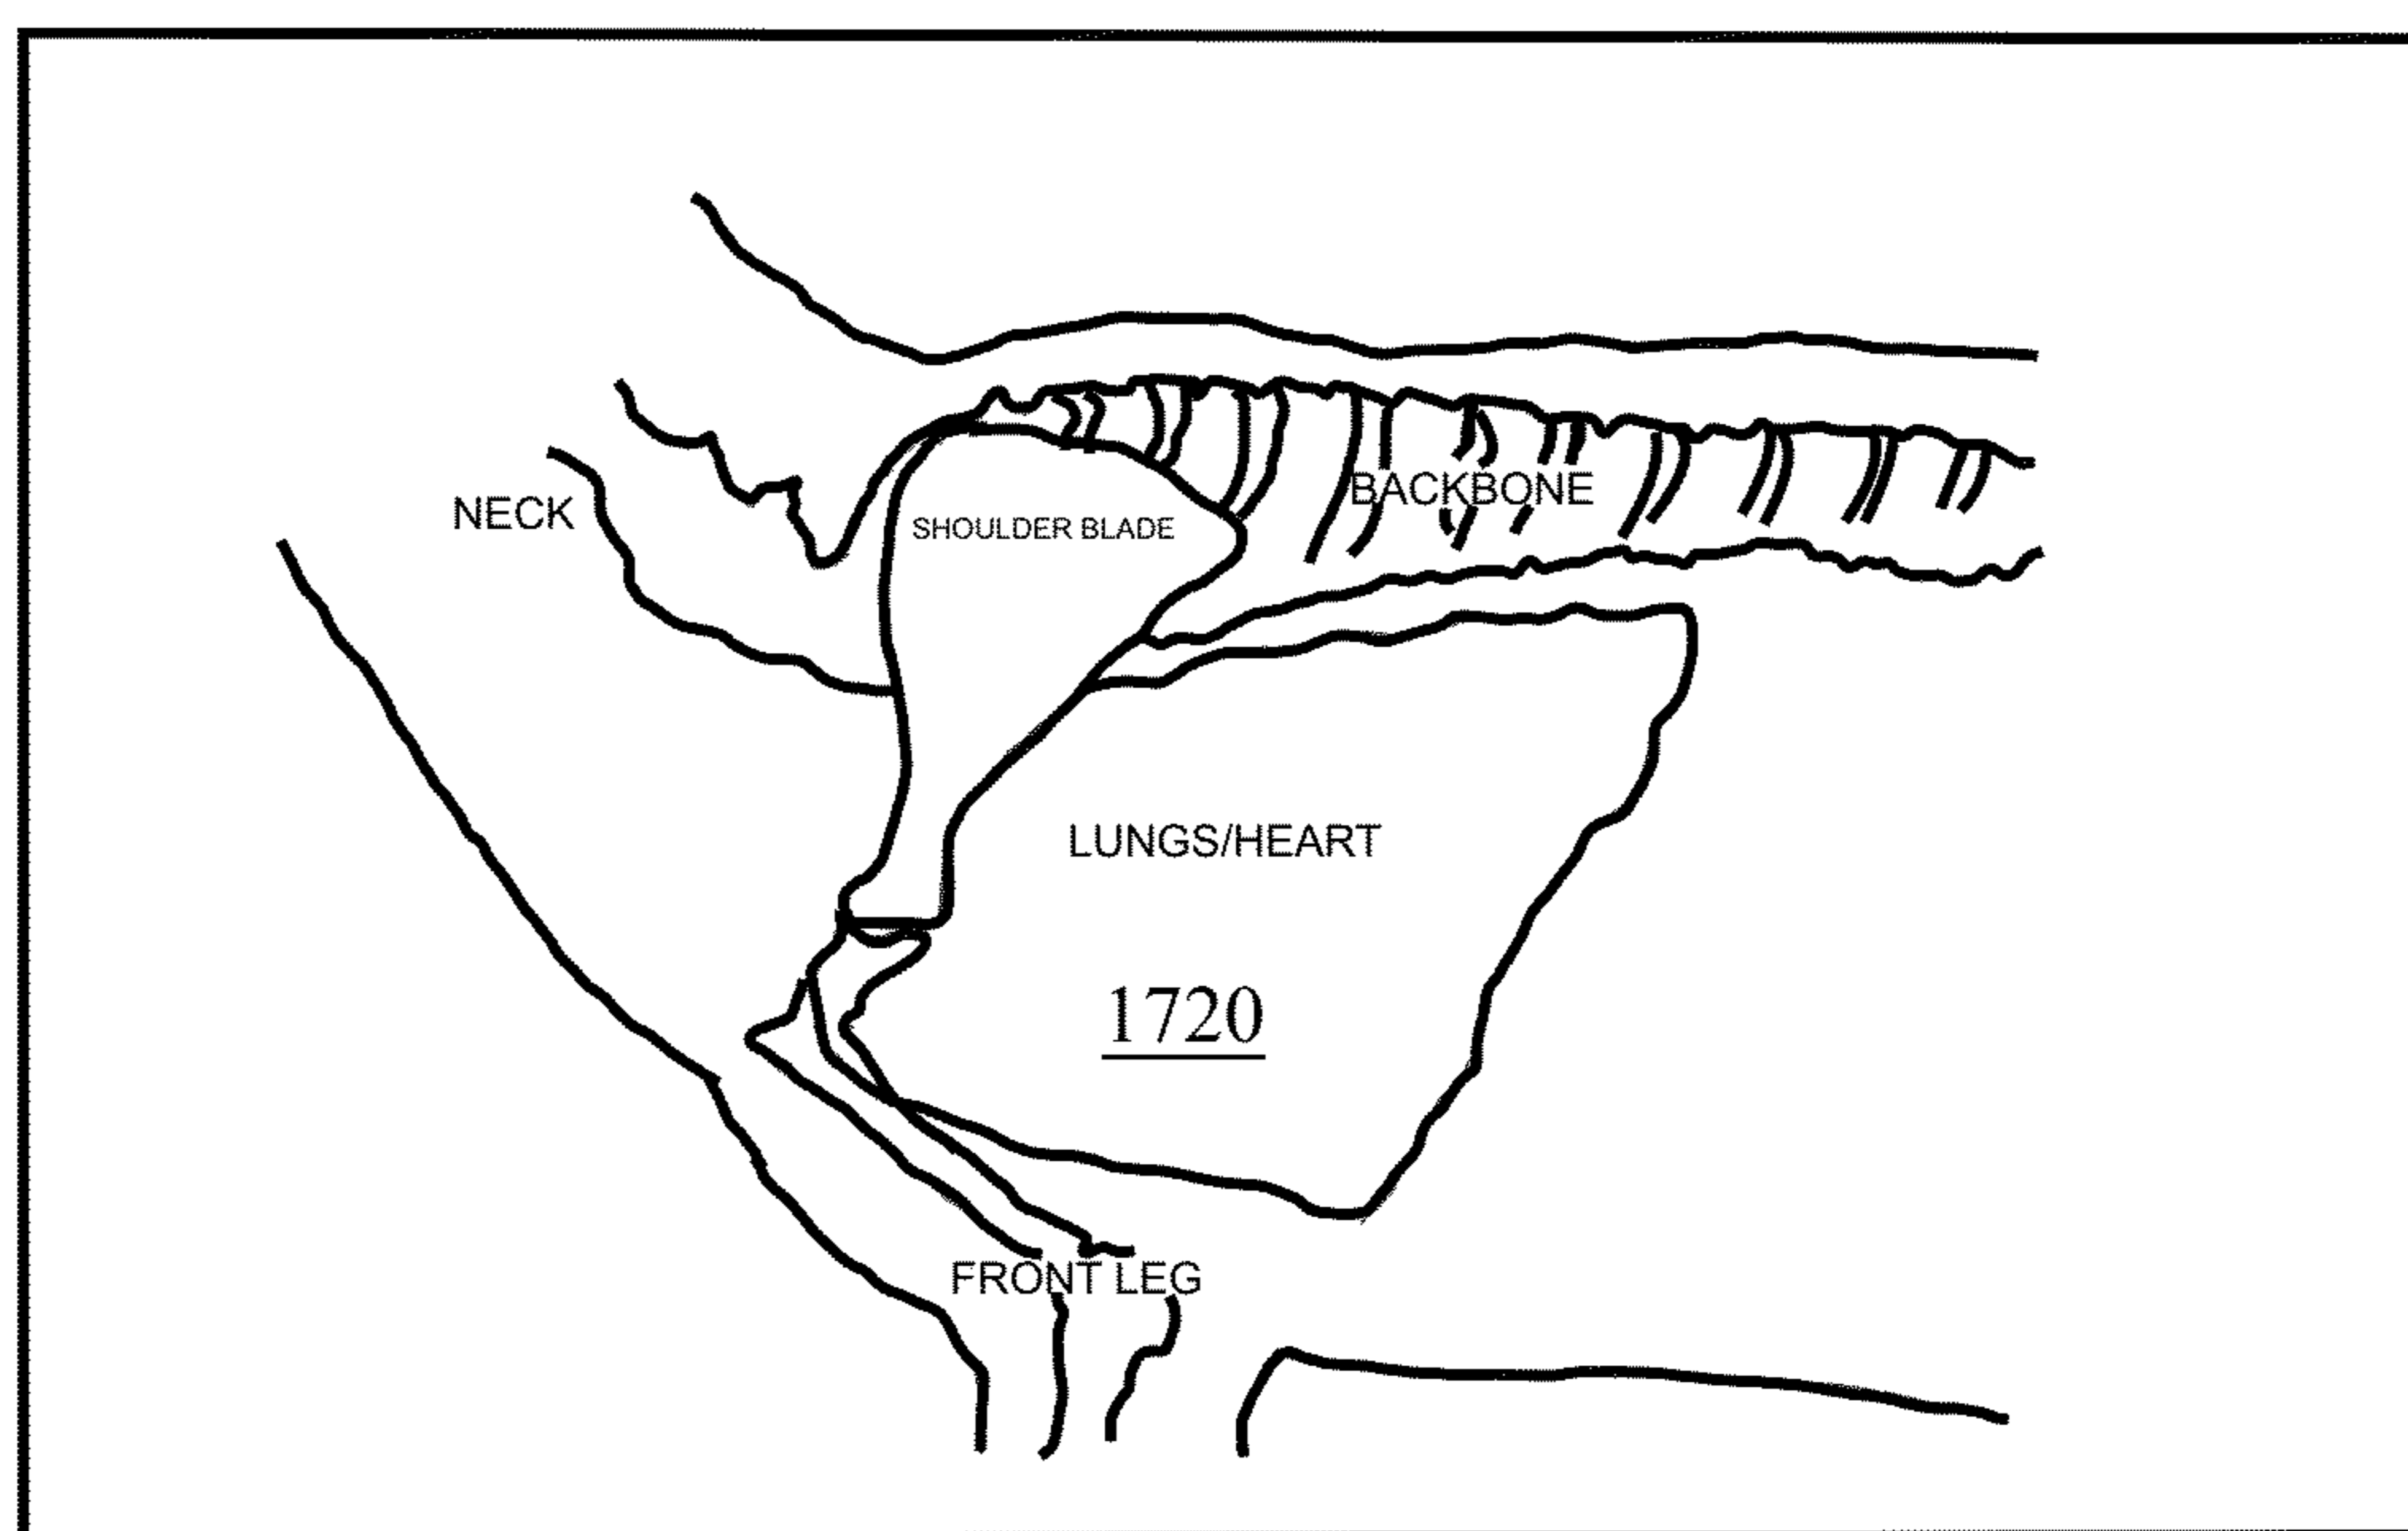 BACKBONE
NECK
SHOULDER BLADE
LUNGS/HEART
1720
FRONT LEG